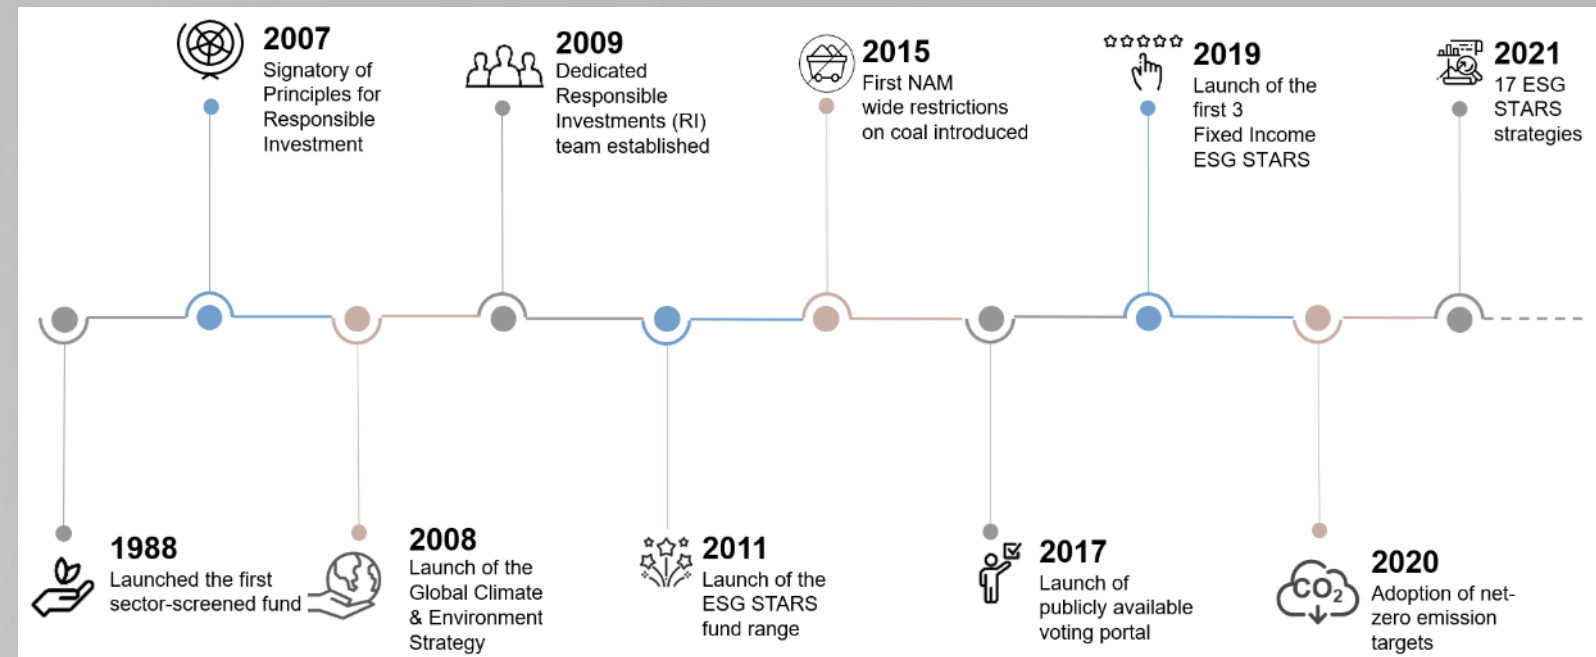 2007
Signatory of
Principles for
Responsible
Investment
2009
Dedicated
Responsible
Investments (RI)
team established
2015
First NAM
wide restrictions
on coal introduced
2019
Launch of the
first 3
Fixed Income
ESG STARS
2021
17 ESG
STARS
strategies
1988
Launched the first
sector-screened fund
2008
Launch of the
Global Climate
& Environment
Strategy
2011
Launch of the
ESG STARS
fund range
2017
Launch of
publicly available
voting portal
CO2
2020
Adoption of net-
zero emission
targets